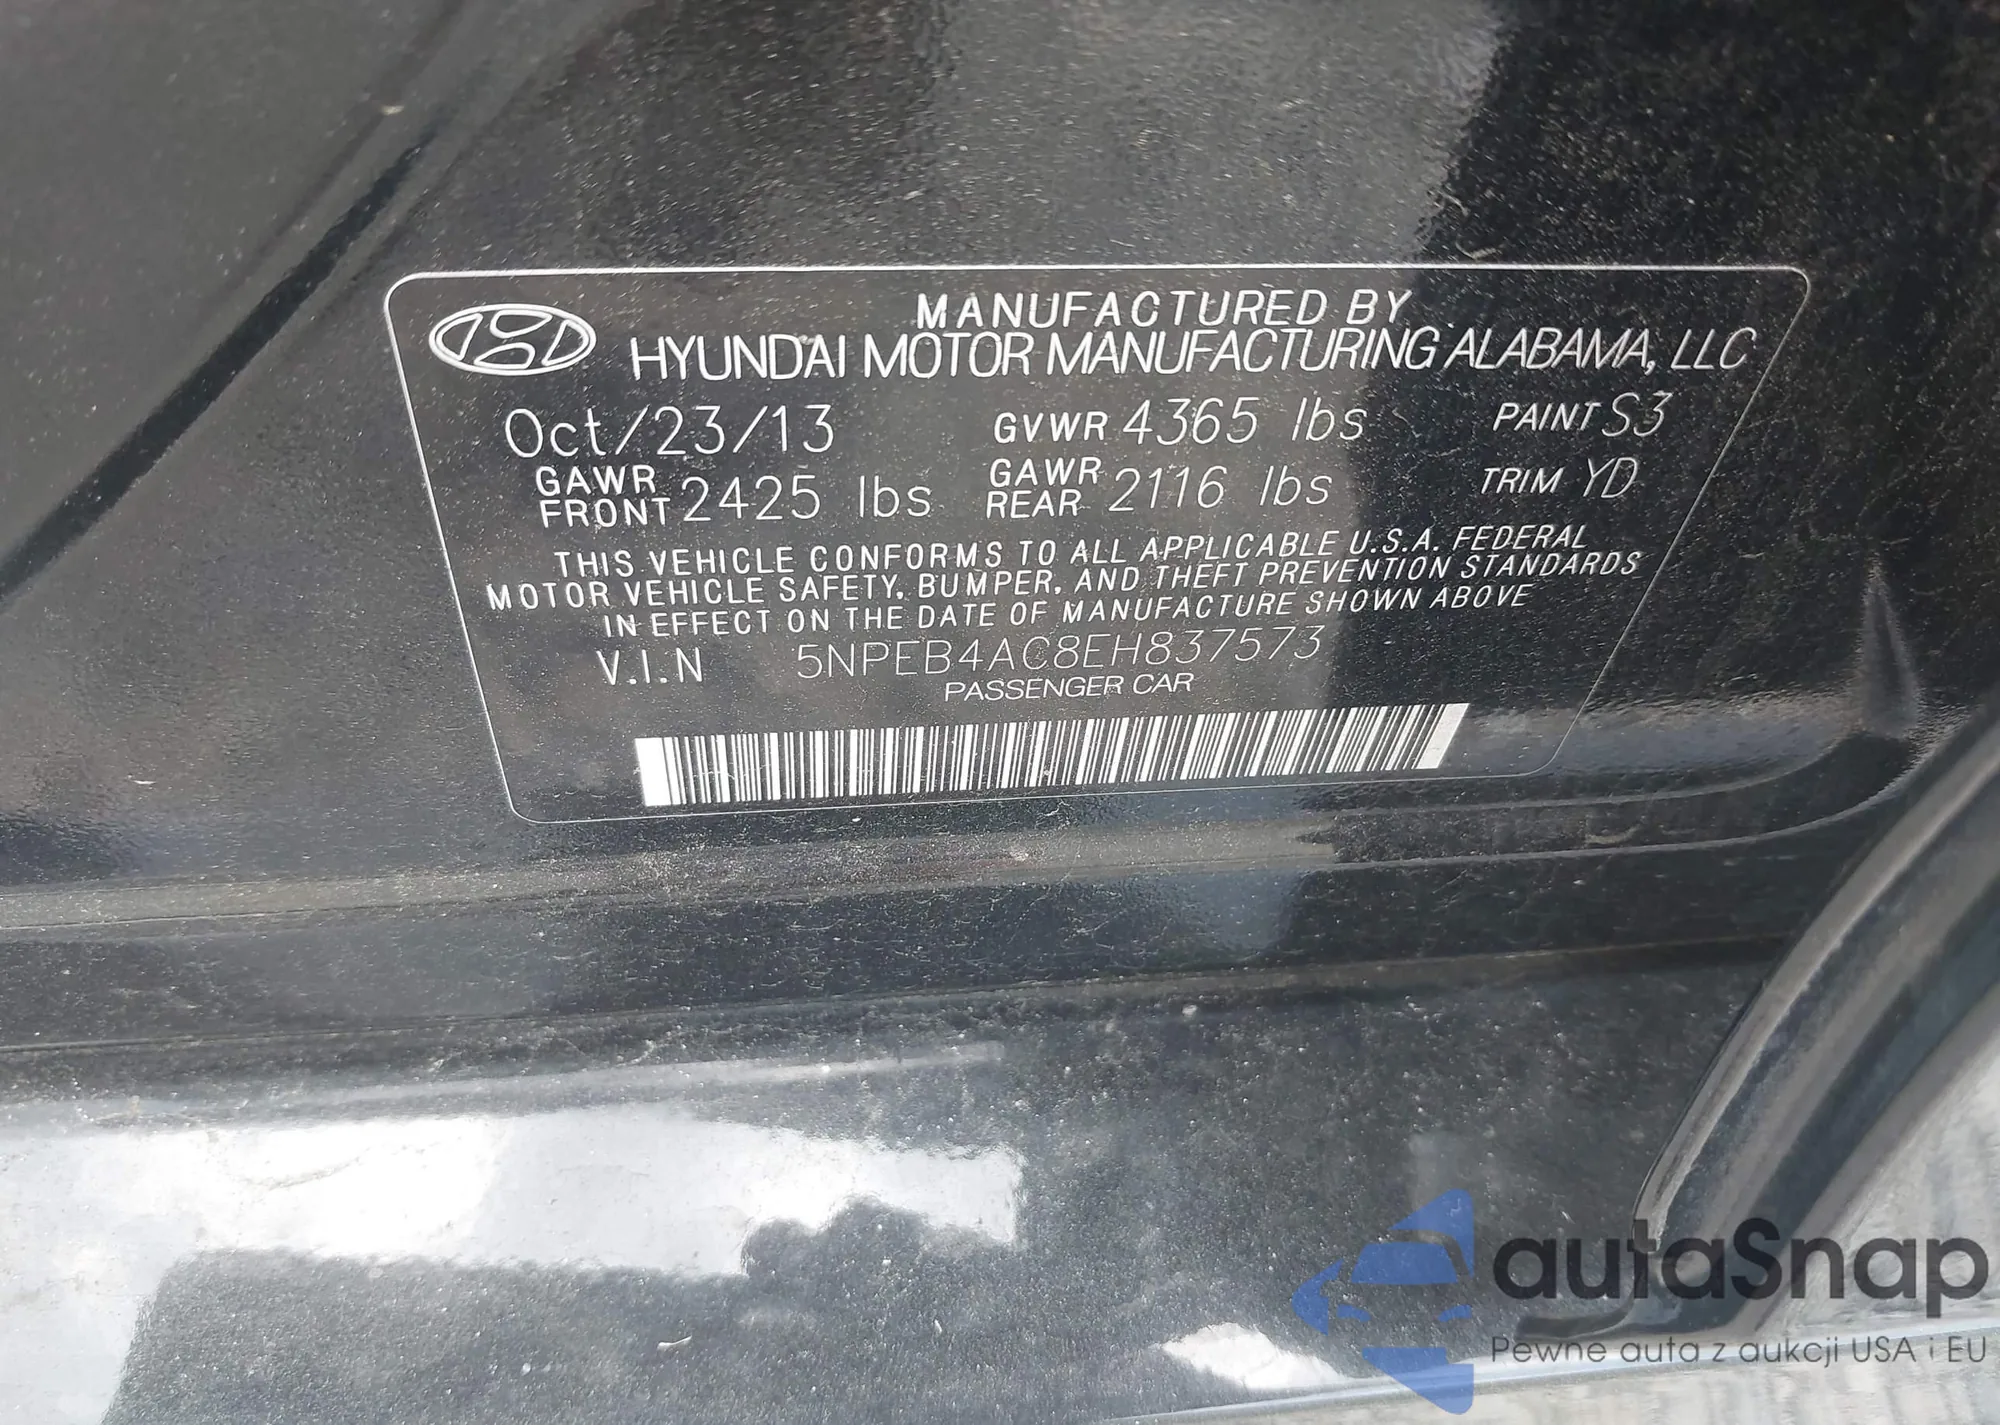 MANUFACTURED BY
HYUNDAI MOTOR MANUFACTURING ALABAMA, LLC
Oct/23/13 GVWR 4365 lbs PAINT S3
GAWR FRONT 2425 lbs GAWR REAR 2116 lbs TRIM YD
THIS VEHICLE CONFORMS TO ALL APPLICABLE U.S.A. FEDERAL
MOTOR VEHICLE SAFETY, BUMPER, AND THEFT PREVENTION STANDARDS
IN EFFECT ON THE DATE OF MANUFACTURE SHOWN ABOVE
V.I.N 5NPEB4AC8EH837573
PASSENGER CAR
autaSnap
Pewne auta z aukcji USA i EU